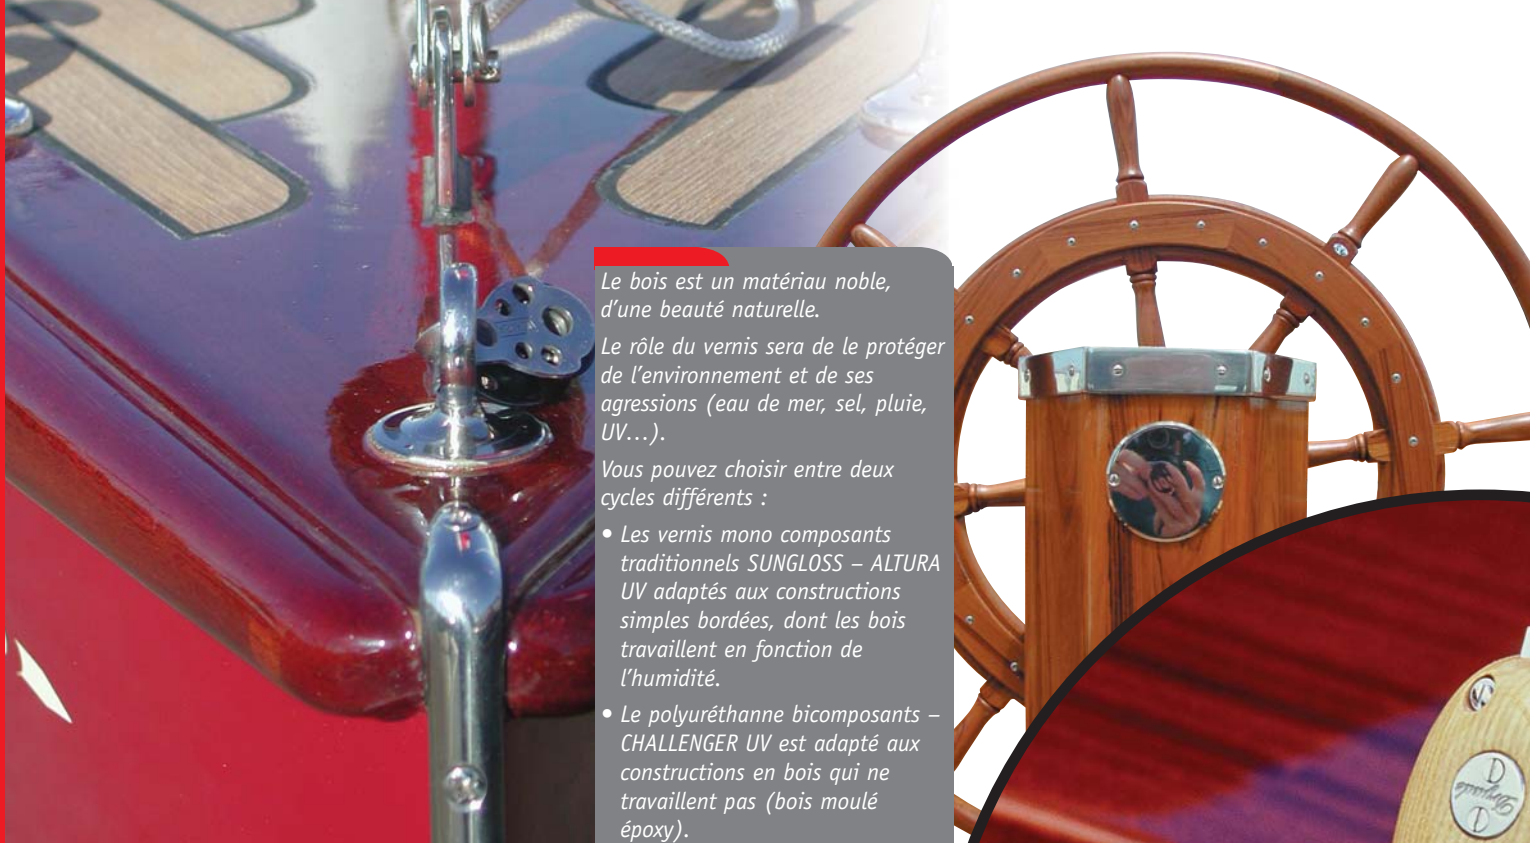 Le bois est un matériau noble,
d'une beauté naturelle.
Le rôle du vernis sera de le protéger
de l'environnement et de ses
agressions (eau de mer, sel, pluie,
UV...).
Vous pouvez choisir entre deux
cycles différents :
• Les vernis mono composants
traditionnels SUNGLOSS – ALTURA
UV adaptés aux constructions
simples bordées, dont les bois
travaillent en fonction de
l'humidité.
• Le polyuréthanne bicomposants –
CHALLENGER UV est adapté aux
constructions en bois qui ne
travaillent pas (bois moulé
époxy).